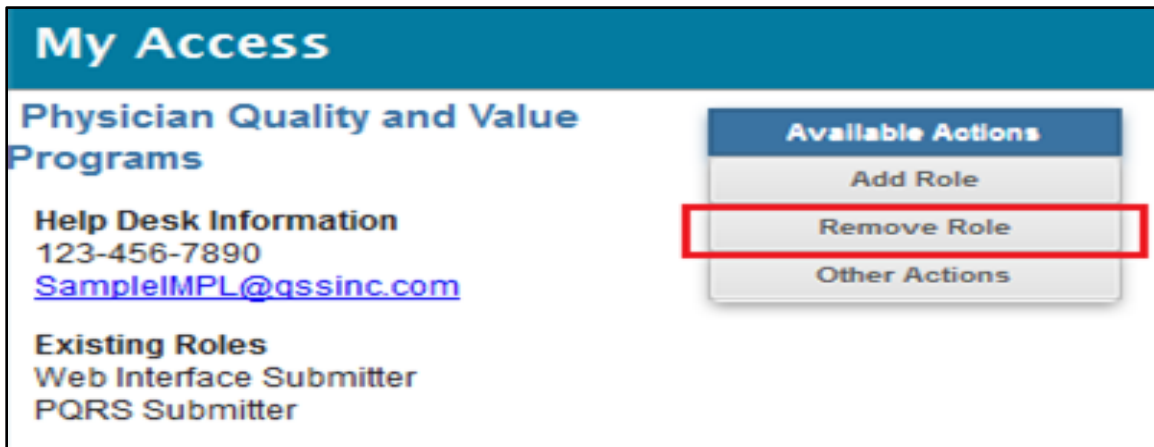 My Access
Physician Quality and Value
Programs
Help Desk Information
123-456-7890
SampleIMPL@qssinc.com
Existing Roles
Web Interface Submitter
PQRS Submitter
Available Actions
Add Role
Remove Role
Other Actions